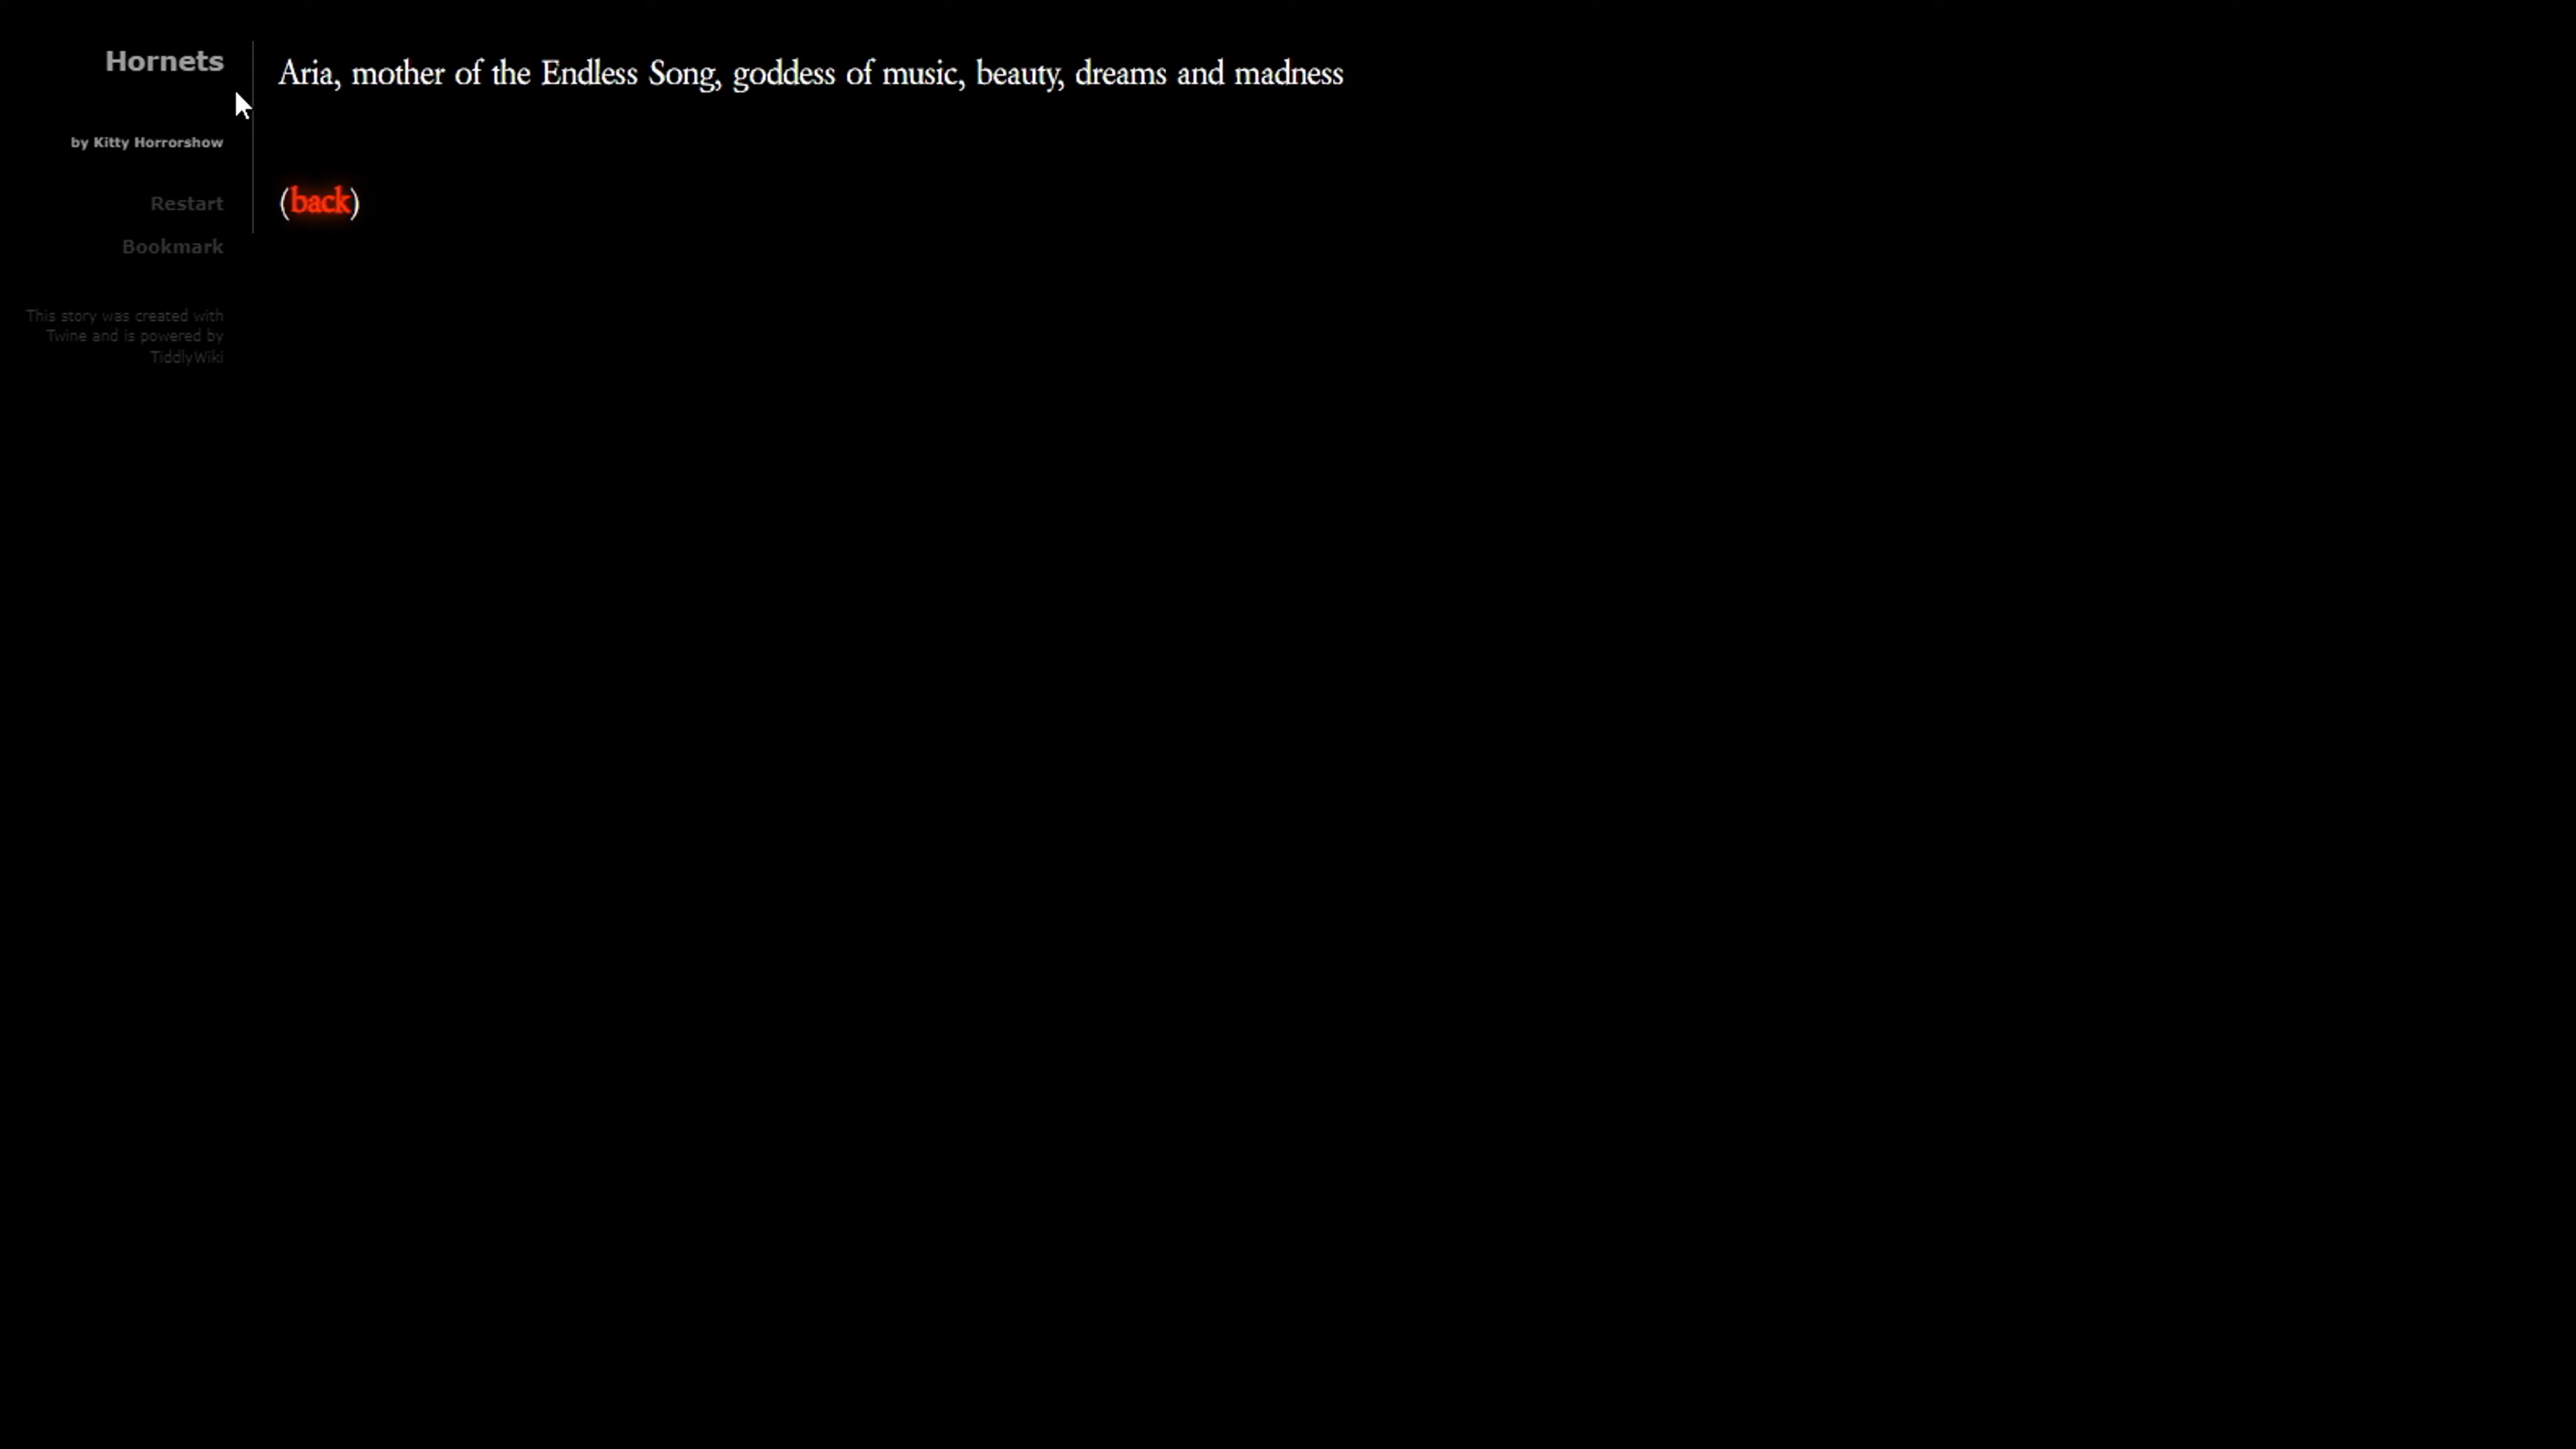 Hornets
by Kitty Horrorshow
Restart
Bookmark
This story was created with
Twine and is powered by
TiddlyWiki
Aria, mother of the Endless Song, goddess of music, beauty, dreams and madness
(back)